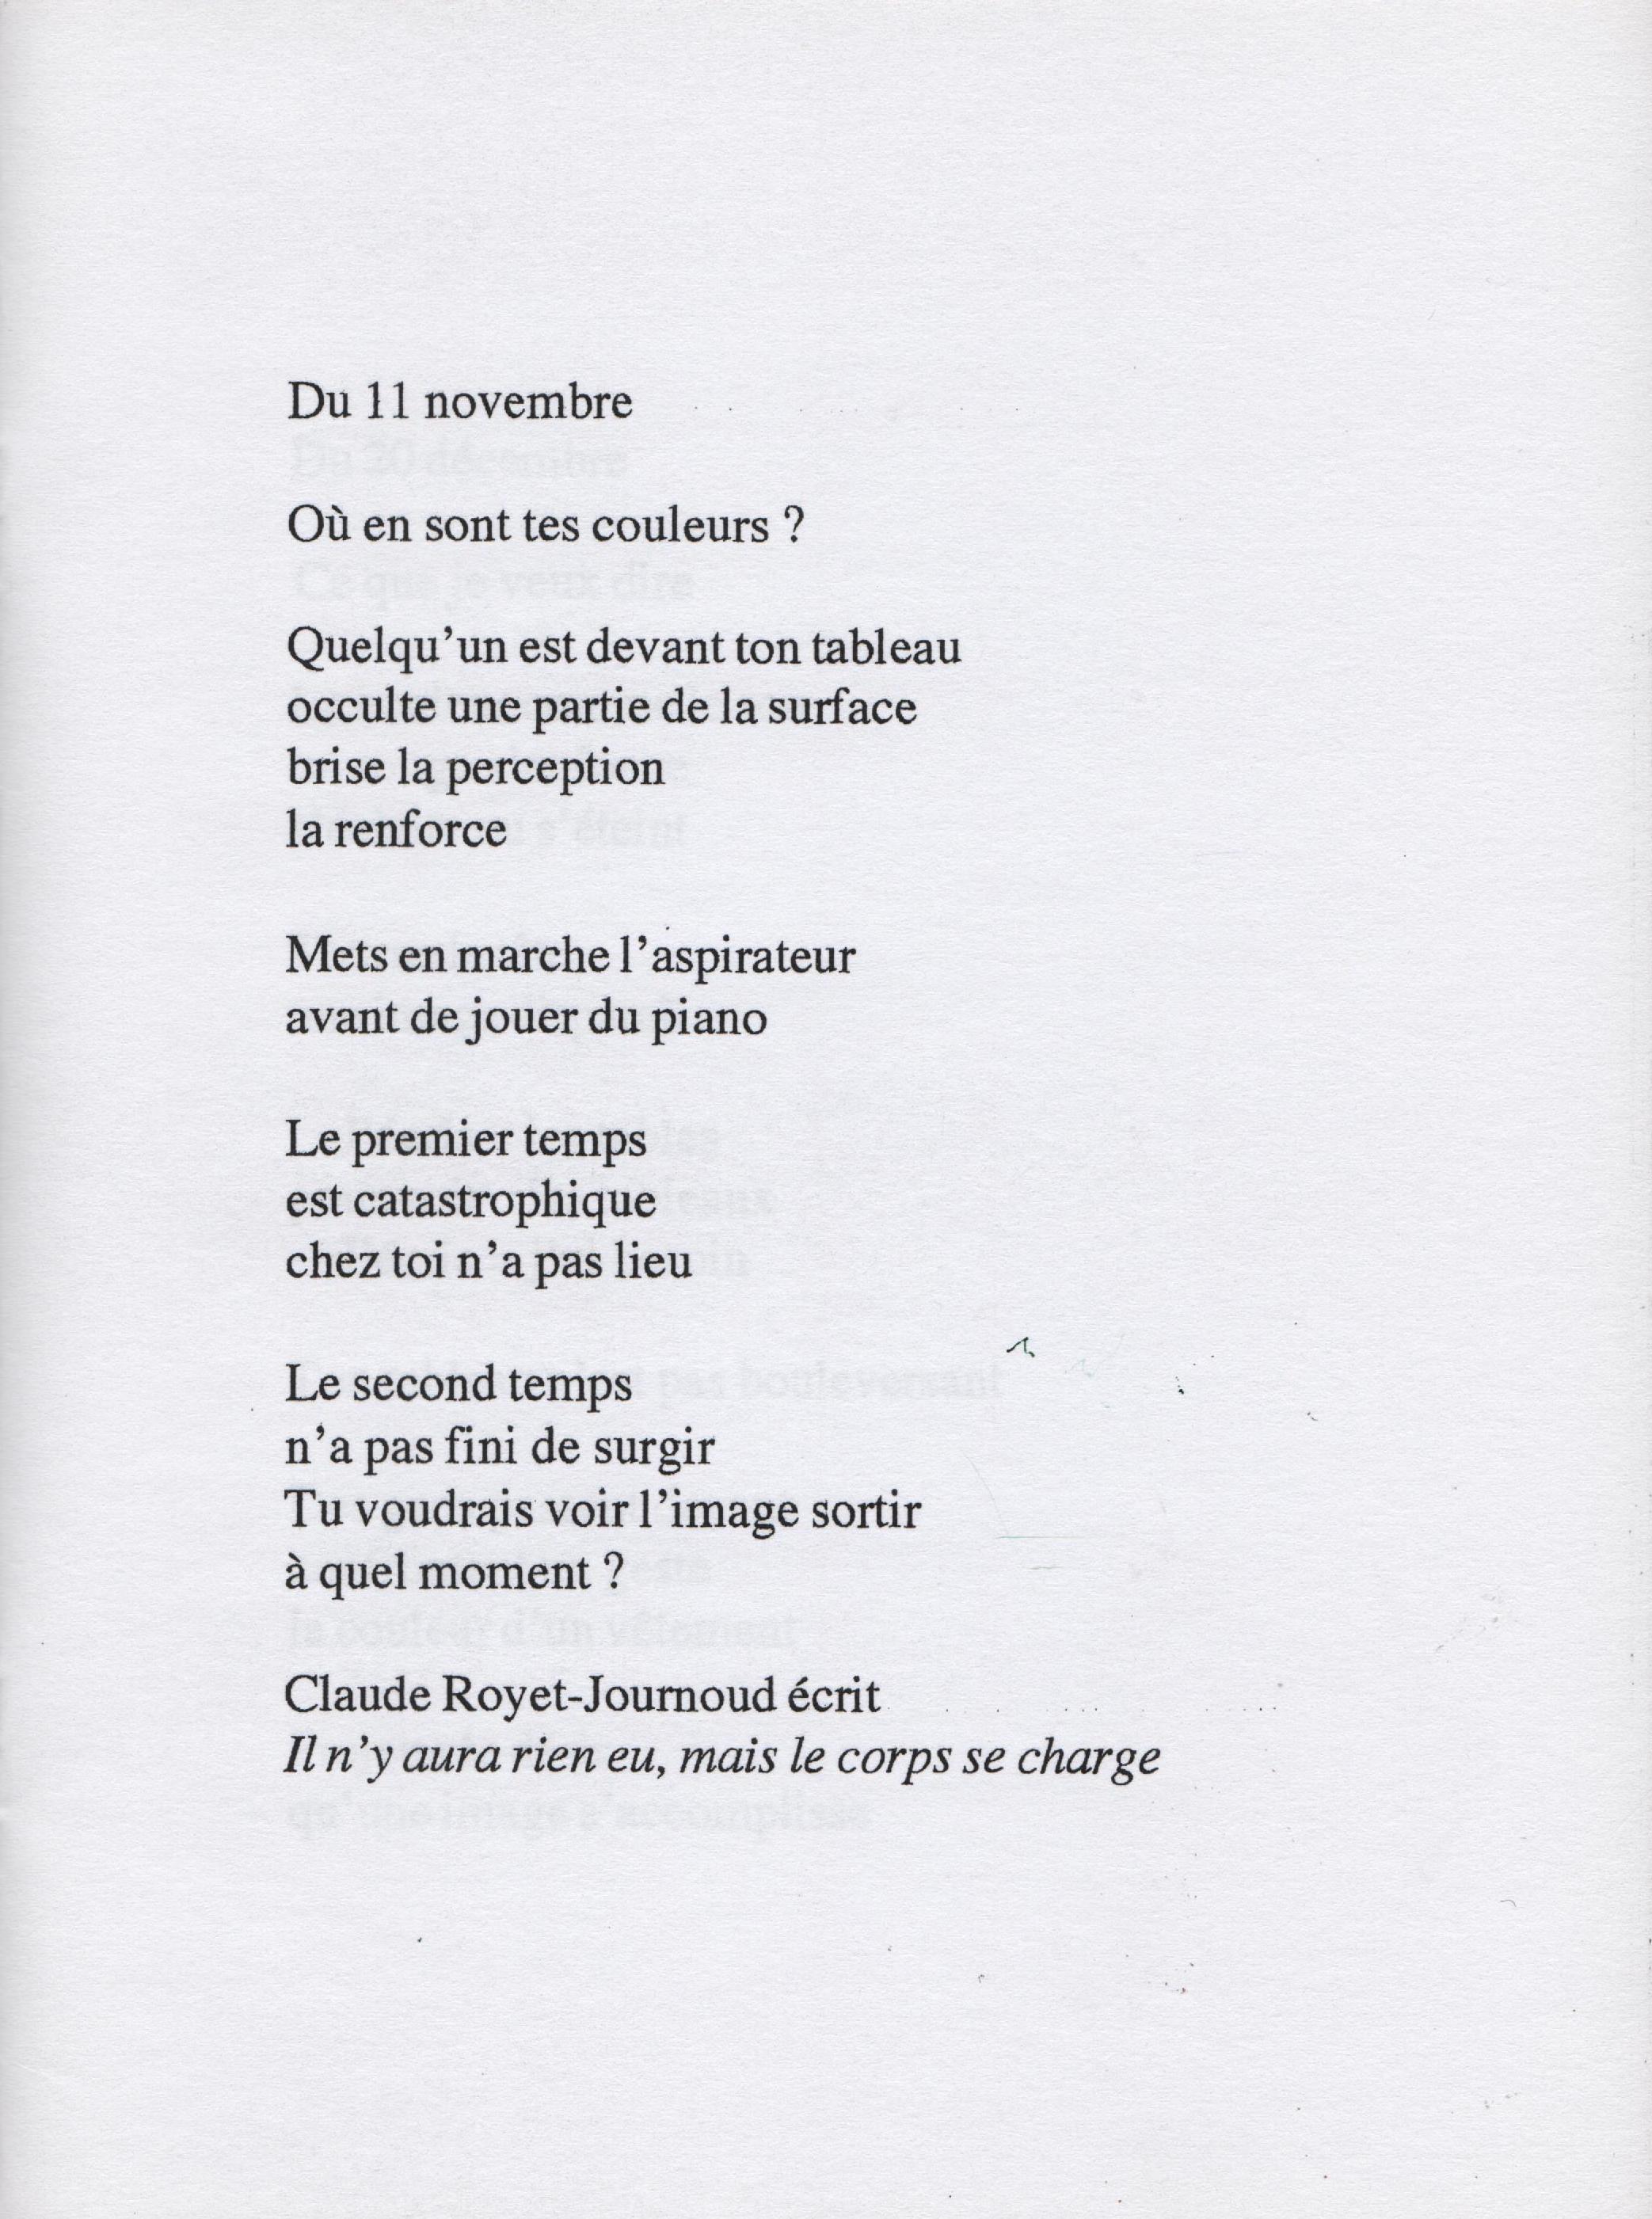 Du 11 novembre
Où en sont tes couleurs ?
Quelqu'un est devant ton tableau
occulte une partie de la surface
brise la perception
la renforce
Mets en marche l'aspirateur
avant de jouer du piano
Le premier temps
est catastrophique
chez toi n'a pas lieu
Le second temps
n'a pas fini de surgir
Tu voudrais voir l'image sortir
à quel moment ?
Claude Royet-Journoud écrit
Il n'y aura rien eu, mais le corps se charge